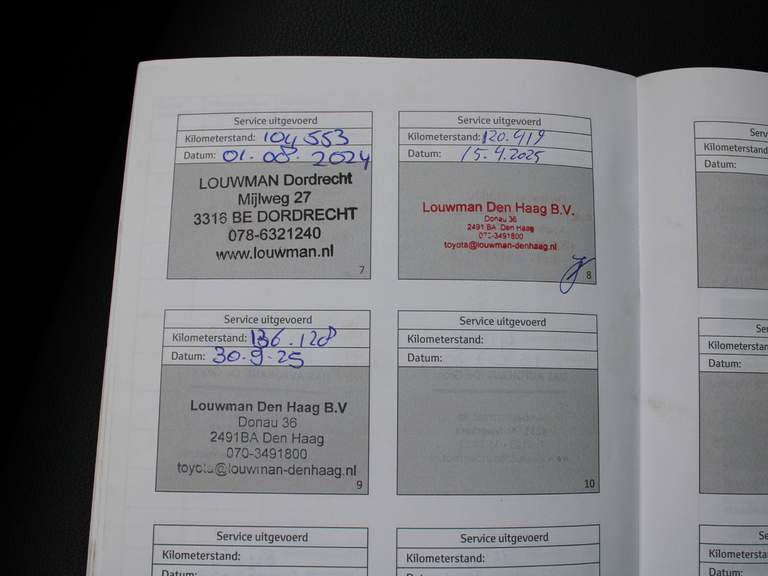 Service uitgevoerd
Kilometerstand: 104 553
Datum: 01-08-2024
LOUWMAN Dordrecht
Mijlweg 27
3316 BE DORDRECHT
078-6321240
www.louwman.nl
7
Service uitgevoerd
Kilometerstand: 120.919
Datum: 15.4.2025
Louwman Den Haag B.V.
Donau 36
2491 BA Den Haag
070-3491800
toyota@louwman-denhaag.nl
8
Service uitgevoerd
Kilometerstand: 136.128
Datum: 30-9-25
Louwman Den Haag B.V
Donau 36
2491BA Den Haag
070-3491800
toyota@louwman-denhaag.nl
9
Service uitgevoerd
Kilometerstand:
Datum:
10
Service uitgevoerd
Kilometerstand:
Datum:
Service uitgevoerd
Kilometerstand:
Datum:
Kilometerstand
Datum:
Datum: